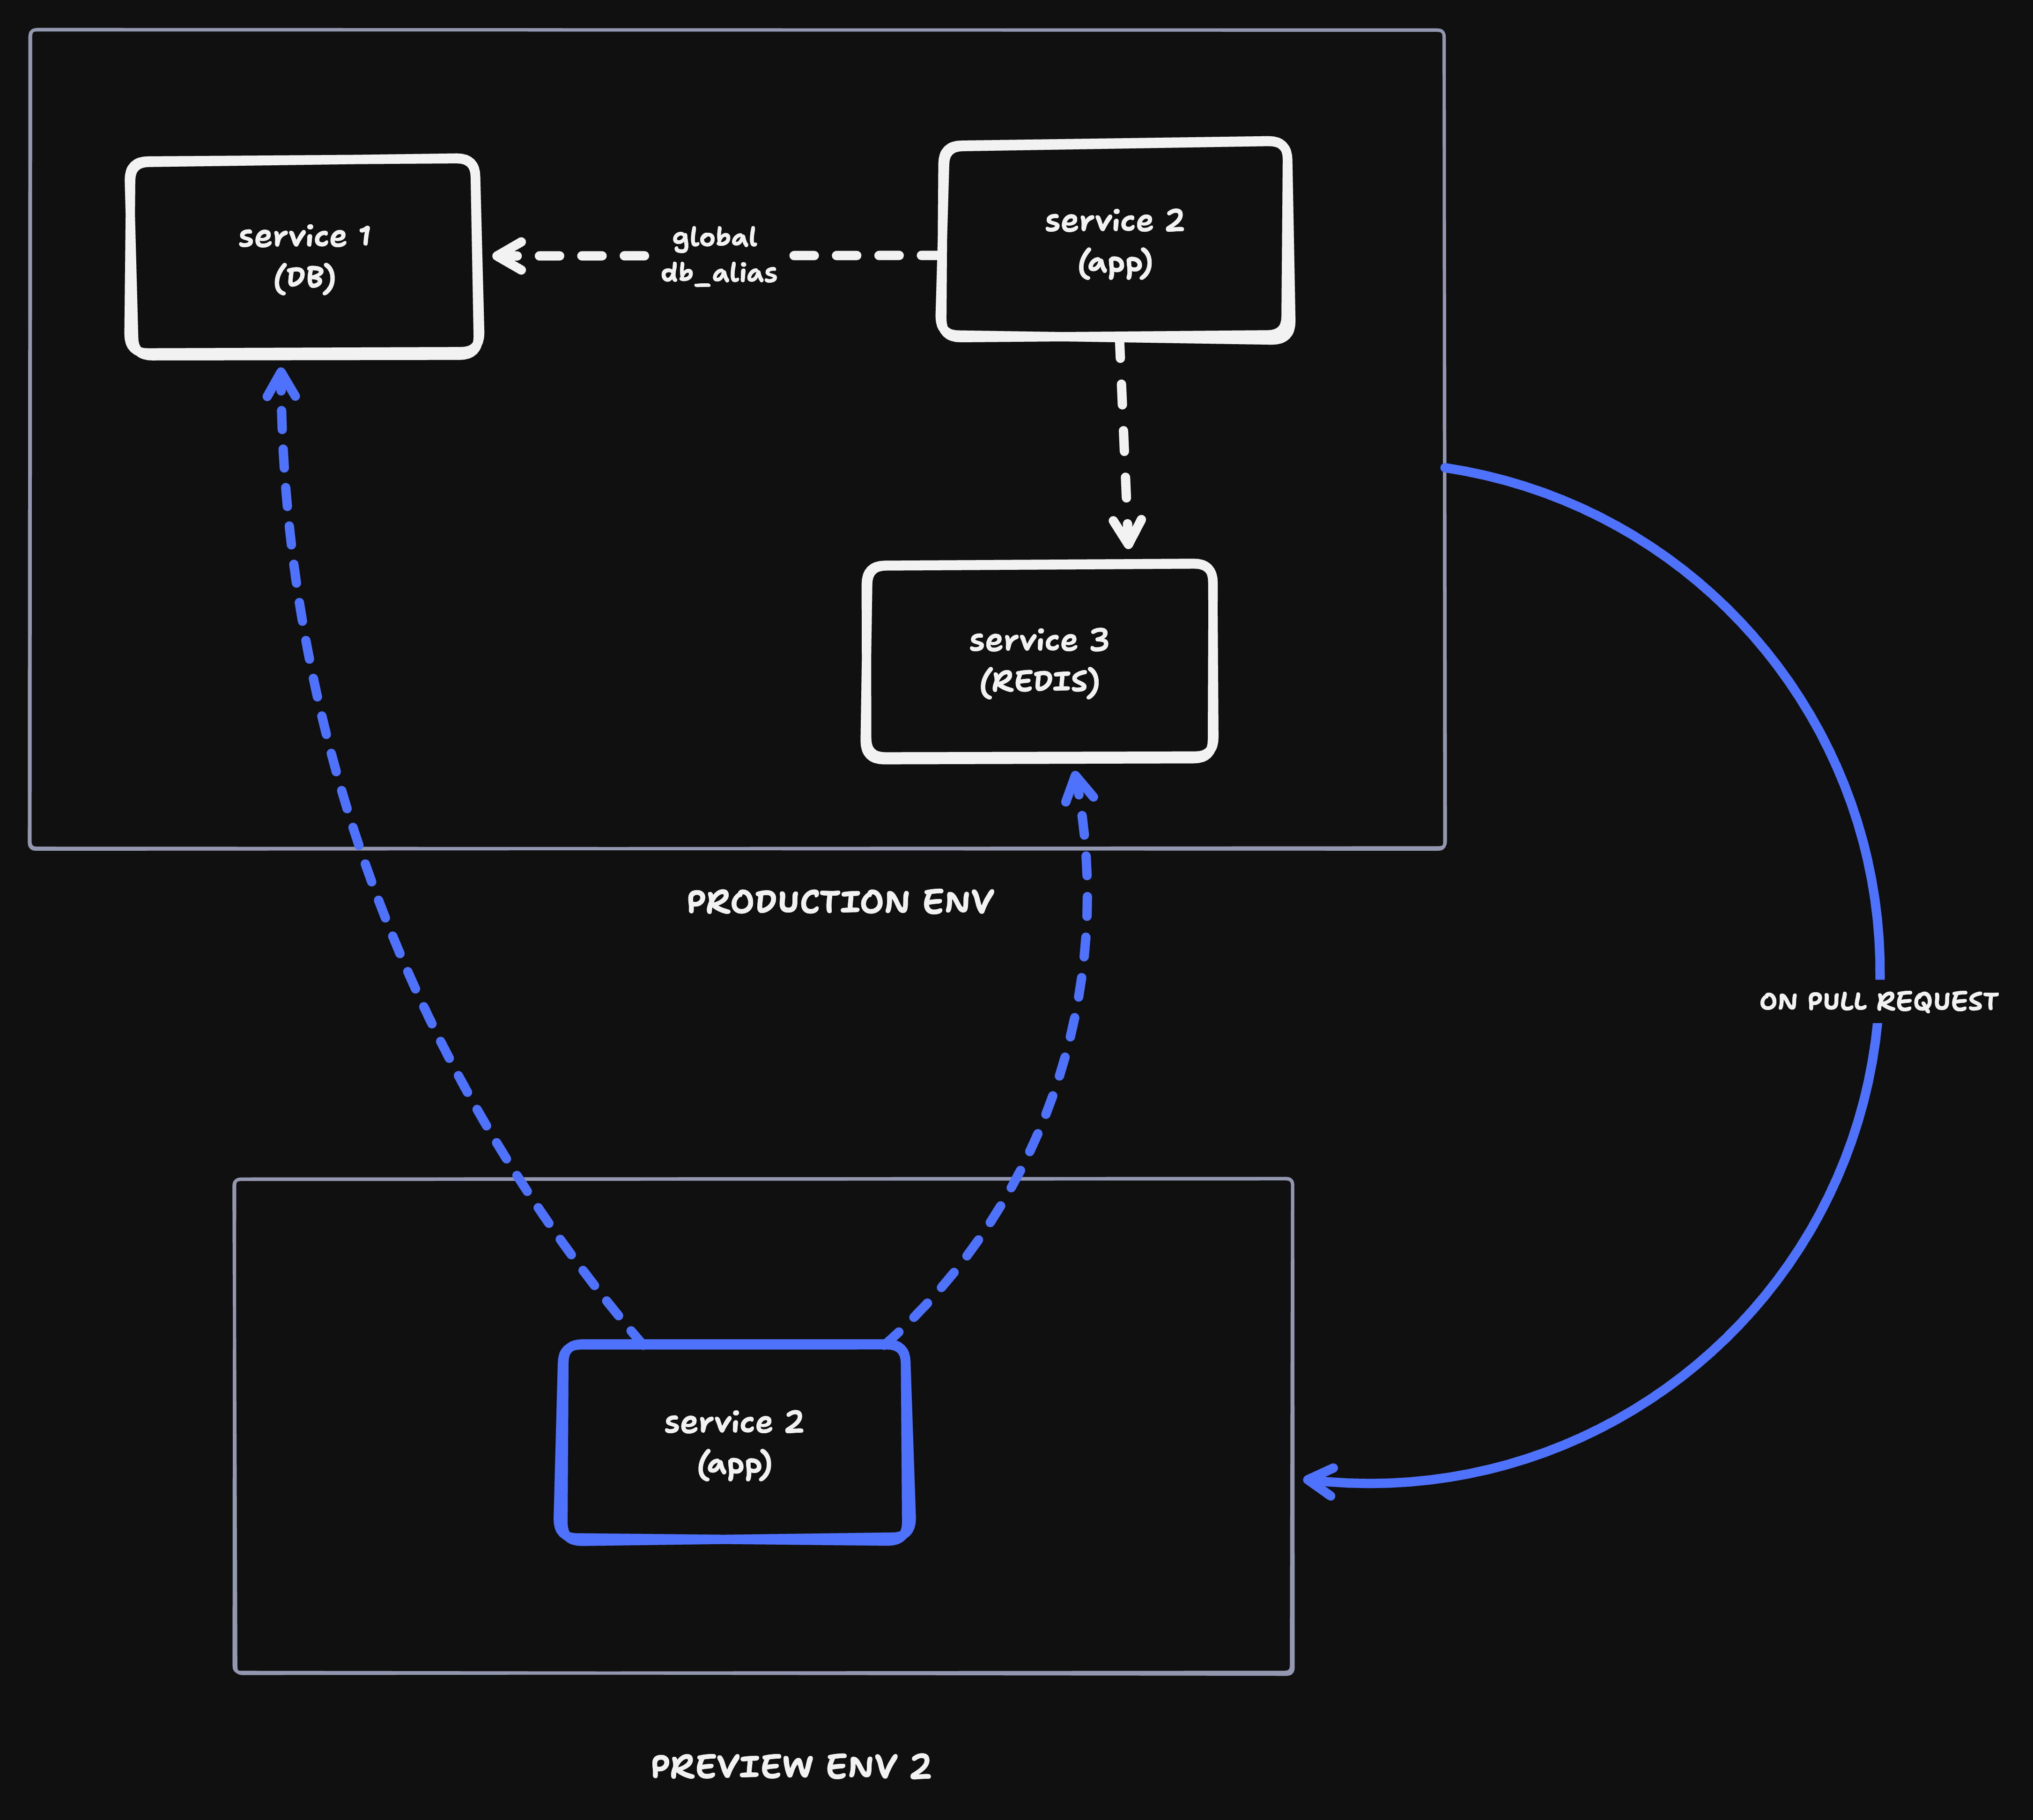 service 1
(DB)
global
db_alias
service 2
(app)
service 3
(REDIS)
PRODUCTION ENV
ON PULL REQUEST
service 2
(app)
PREVIEW ENV 2